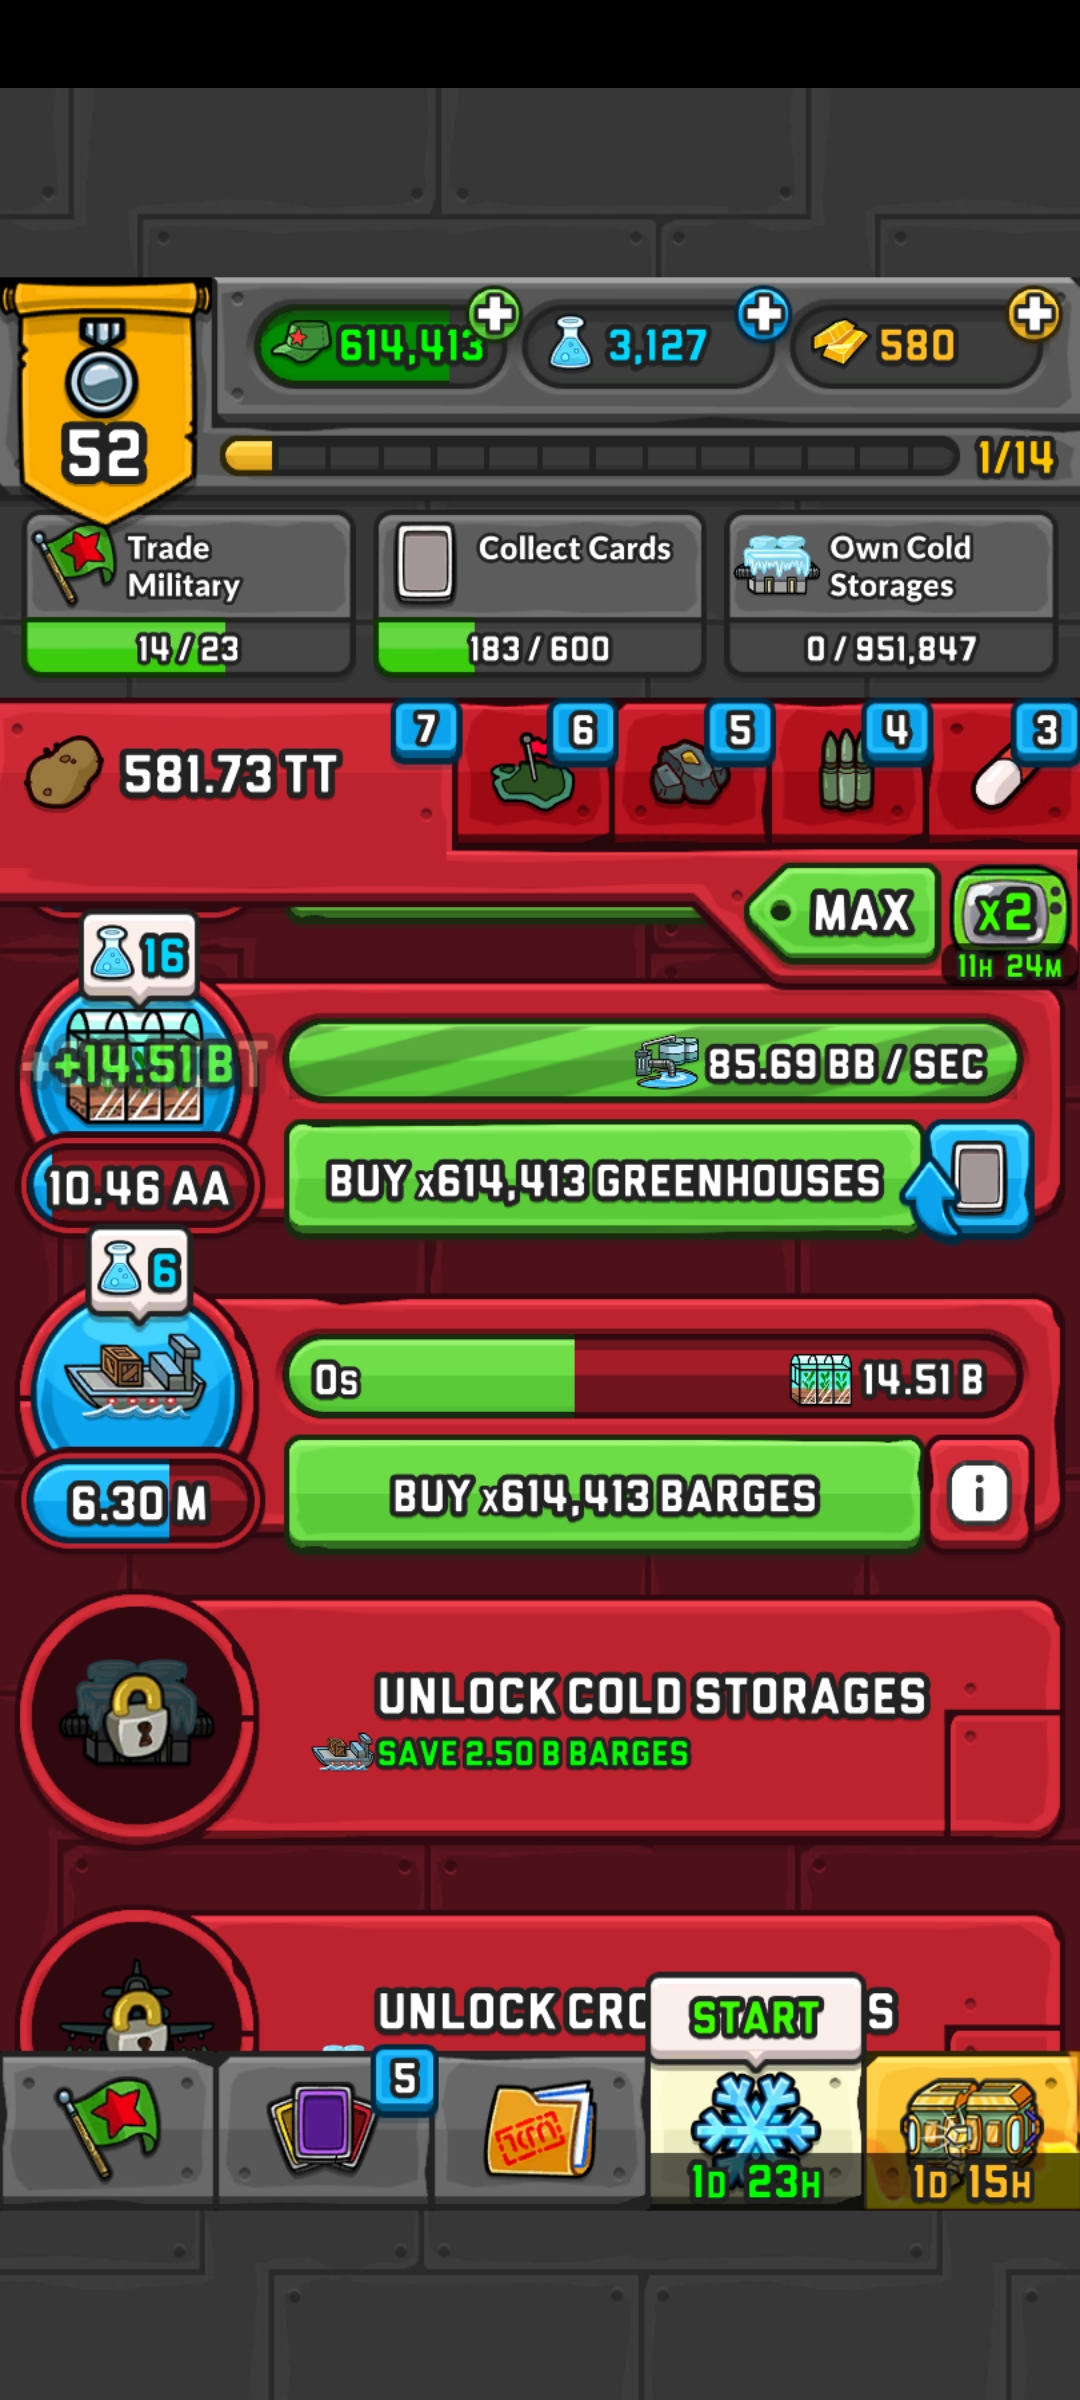 614,413
3,127
580
52
1/14
Trade
Military
14/23
Collect Cards
183/600
Own Cold
Storages
0/951,847
581.73 TT
7
6
5
4
3
MAX
x2
11H 24M
16
+14.51 B
85.69 BB / SEC
10.46 AA
BUY x614,413 GREENHOUSES
6
0s
14.51 B
6.30 M
BUY x614,413 BARGES
i
UNLOCK COLD STORAGES
SAVE 2.50 B BARGES
UNLOCK CRO
S
START
5
1D 23H
1D 15H